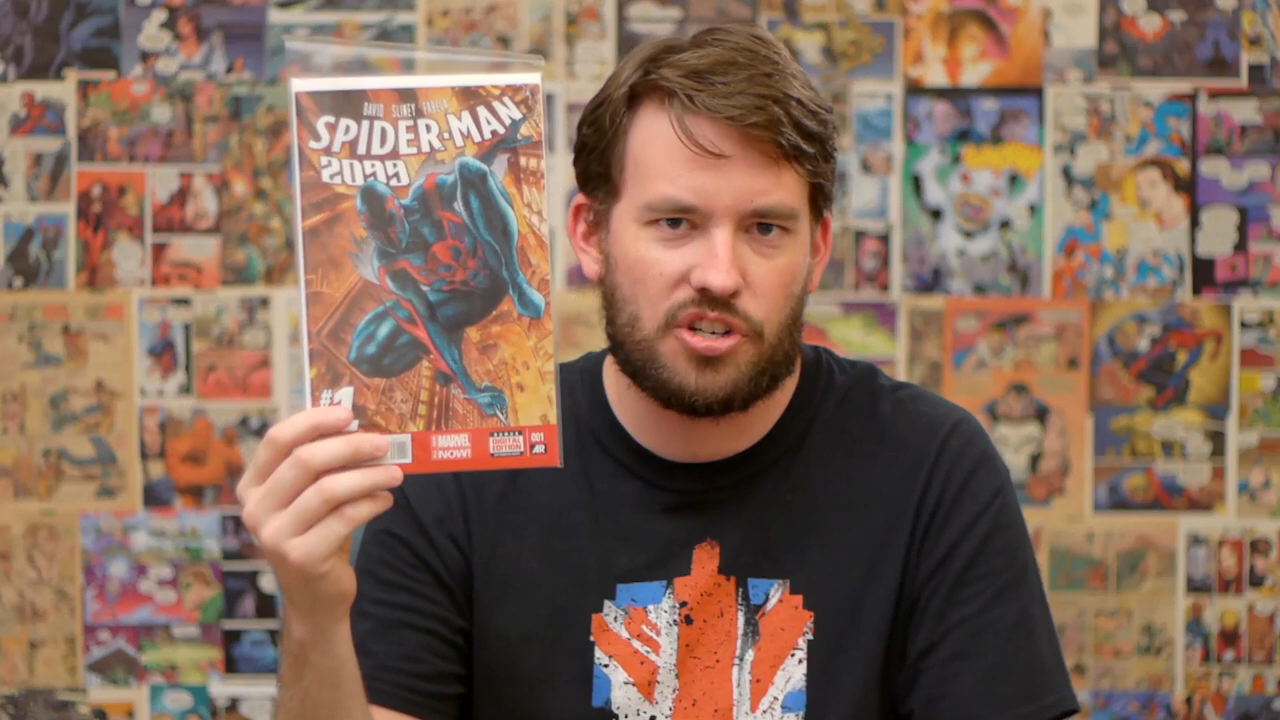 DAVID SLINEY FABELA
SPIDER-MAN
2099
#1
MARVEL
NOW!
DIGITAL
EDITION
001
AR